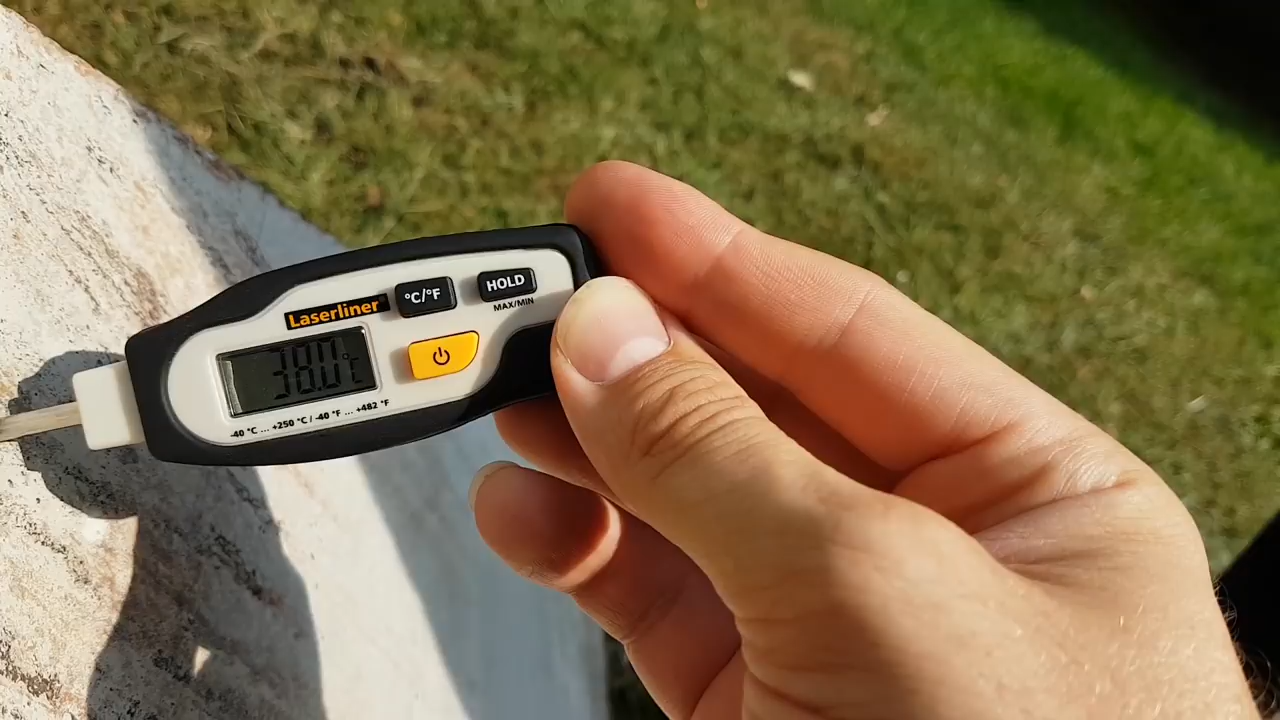 Laserliner
°C/°F
HOLD
MAX/MIN
38.0°C
-40 °C ... +250 °C / -40 °F ... +482 °F